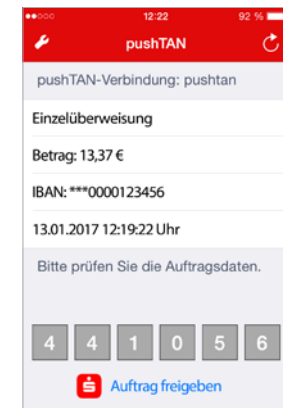 12:22
92 %
pushTAN
pushTAN-Verbindung: pushtan
Einzelüberweisung
Betrag: 13,37 €
IBAN: ***0000123456
13.01.2017 12:19:22 Uhr
Bitte prüfen Sie die Auftragsdaten.
4 4 1 0 5 6
Auftrag freigeben